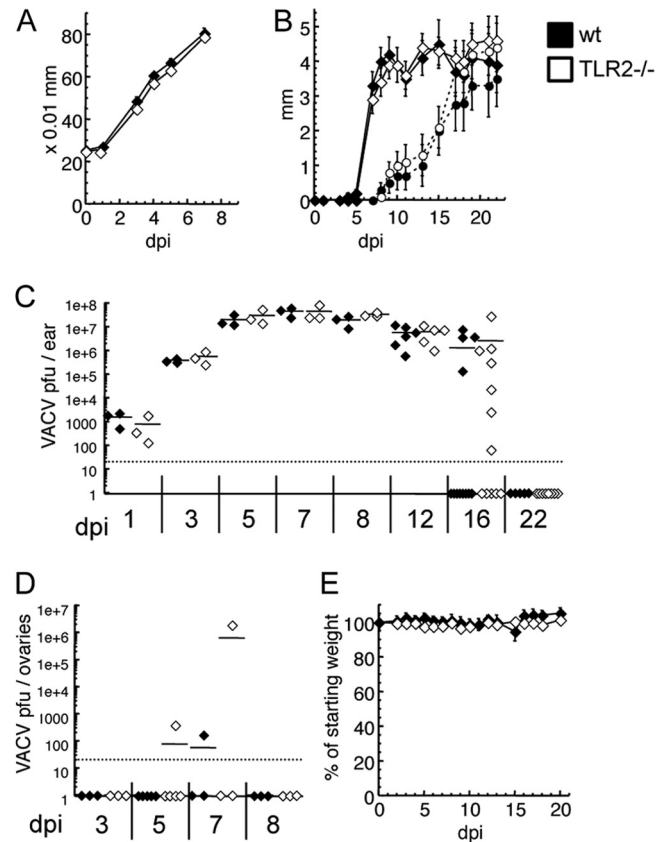 A
x 0.01 mm
80
60
40
20
0
0 2 4 6 8
dpi
B
mm
5
4
3
2
1
0
0 5 10 15 20
dpi
wt
TLR2-/-
C
VACV pfu / ear
1e+8
1e+7
1e+6
1e+5
1e+4
1000
100
10
1
dpi 1 3 5 7 8 12 16 22
D
VACV pfu / ovaries
1e+7
1e+6
1e+5
1e+4
1000
100
10
1
dpi 3 5 7 8
E
% of starting weight
100
80
60
40
20
0
0 5 10 15 20
dpi